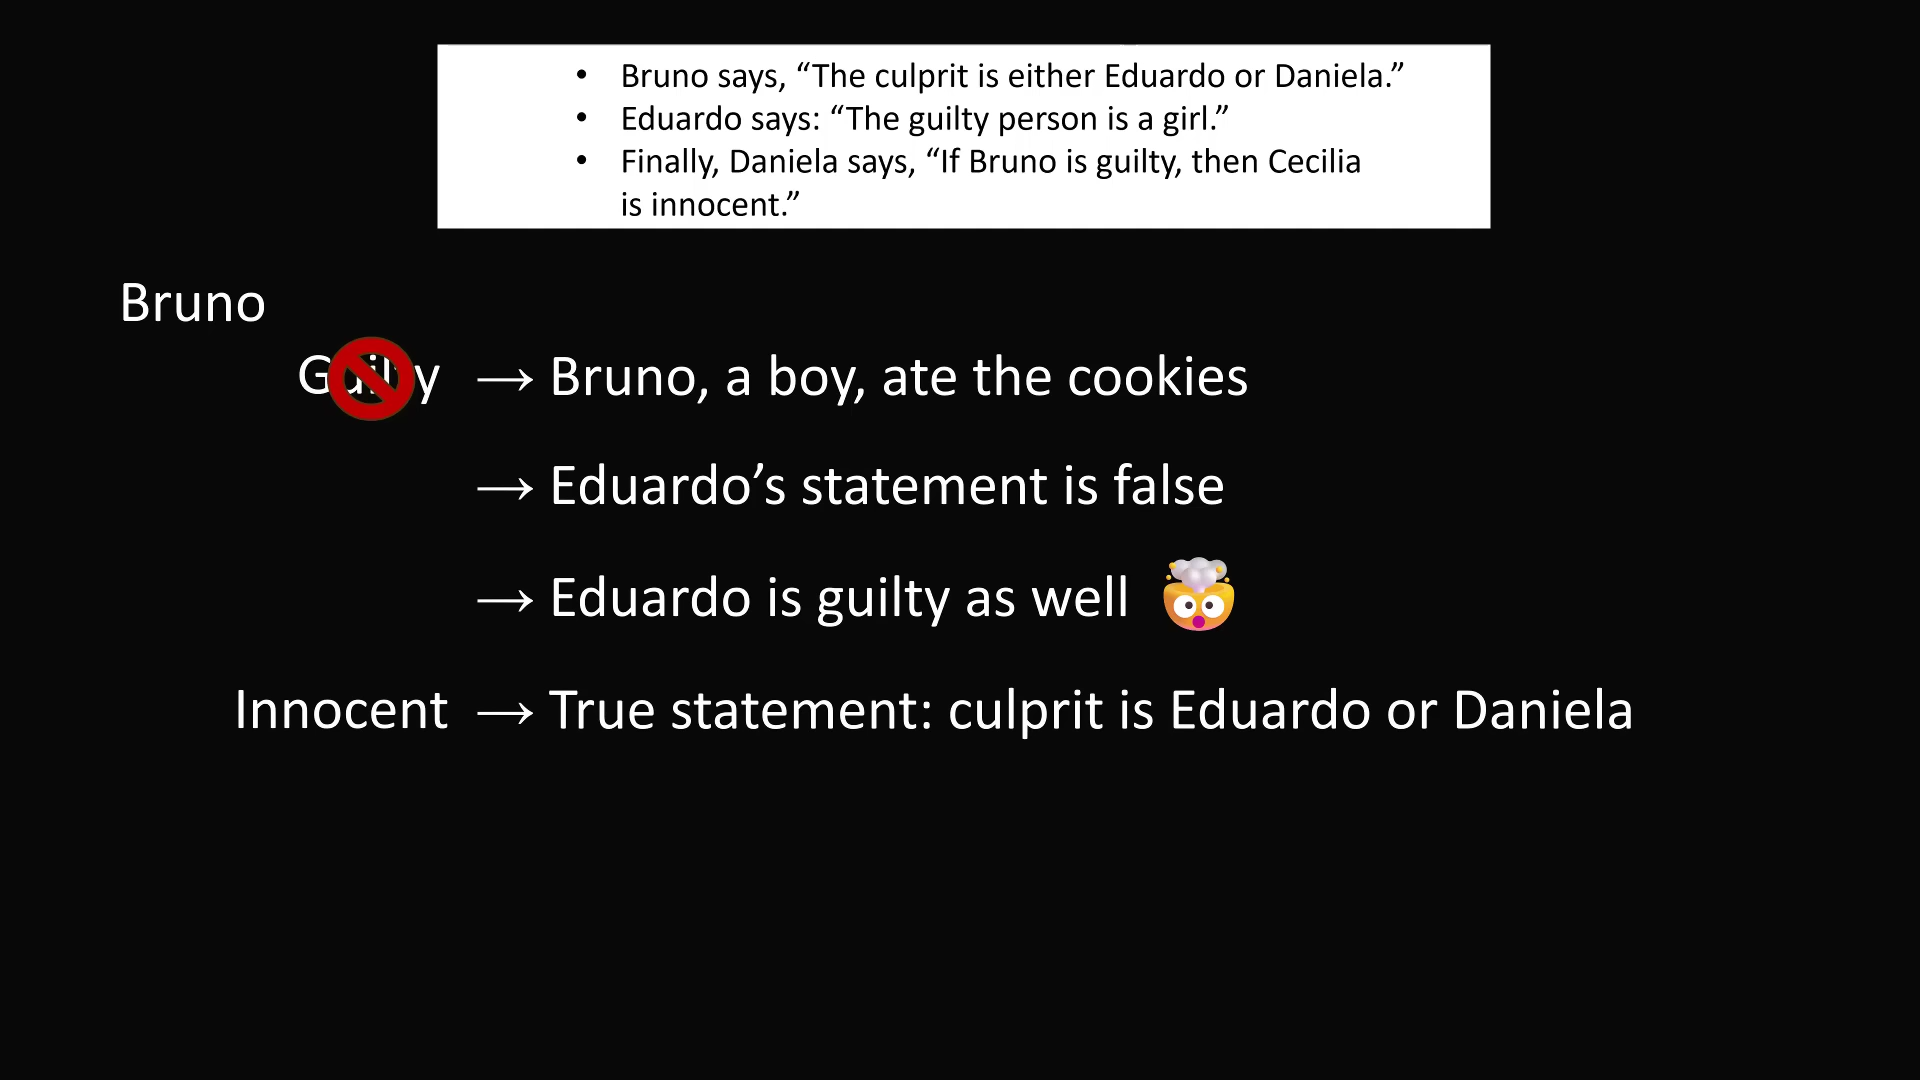 • Bruno says, “The culprit is either Eduardo or Daniela.”
• Eduardo says: “The guilty person is a girl.”
• Finally, Daniela says, “If Bruno is guilty, then Cecilia
is innocent.”
Bruno
Guilty → Bruno, a boy, ate the cookies
→ Eduardo’s statement is false
→ Eduardo is guilty as well
Innocent → True statement: culprit is Eduardo or Daniela